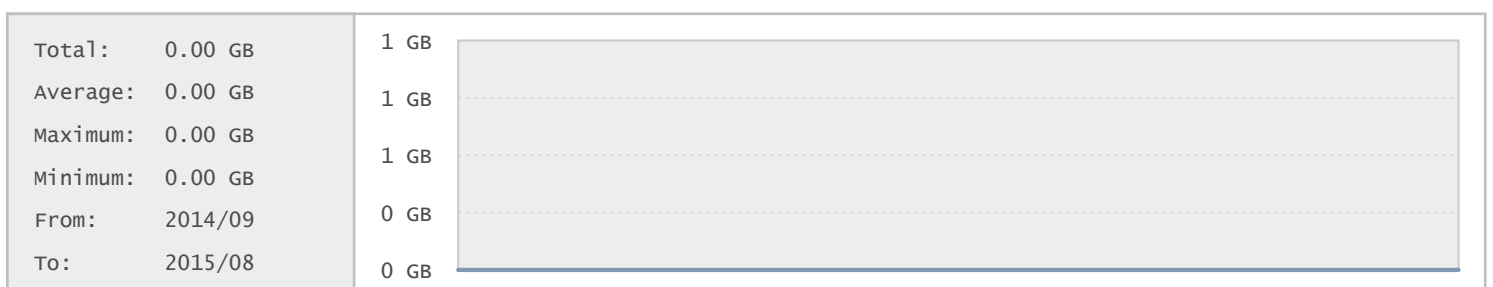 Total: 0.00 GB
Average: 0.00 GB
Maximum: 0.00 GB
Minimum: 0.00 GB
From: 2014/09
To: 2015/08
1 GB
1 GB
1 GB
0 GB
0 GB